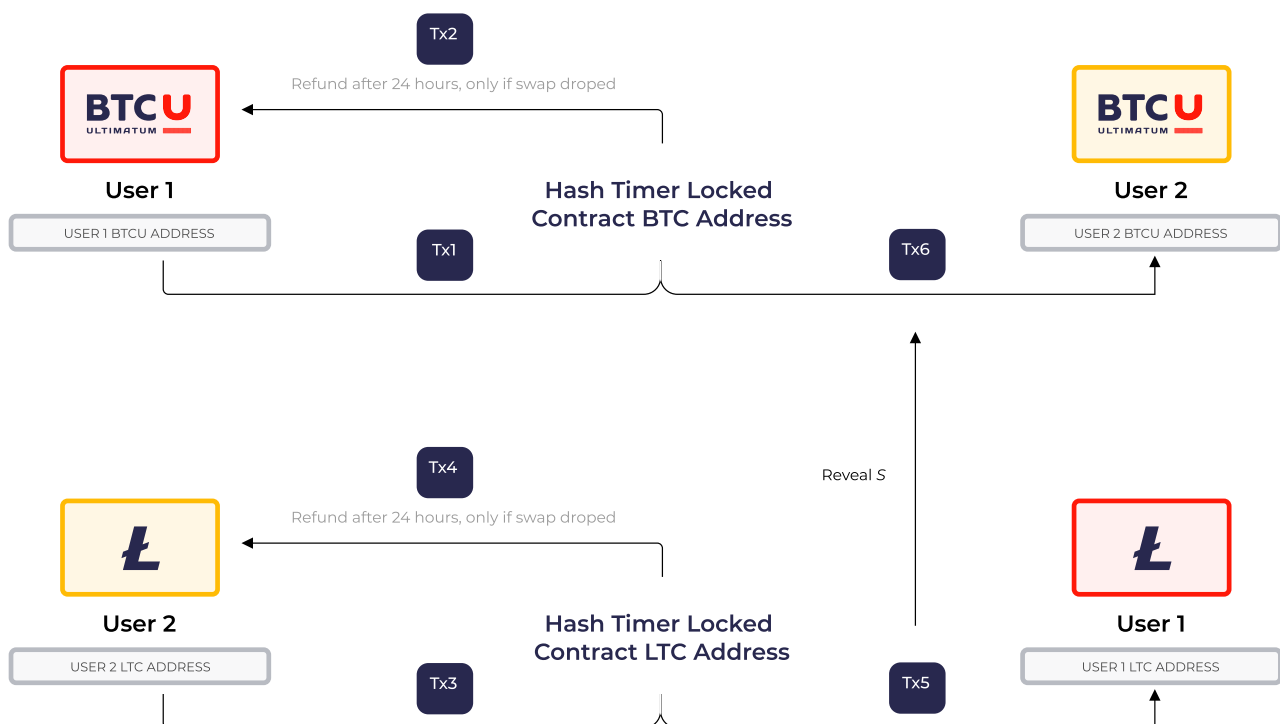 Tx2
Refund after 24 hours, only if swap droped
BTCU
ULTIMATUM
BTCU
ULTIMATUM
User 1
Hash Timer Locked
Contract BTC Address
User 2
USER 1 BTCU ADDRESS
USER 2 BTCU ADDRESS
Tx1
Tx6
Tx4
Reveal S
Refund after 24 hours, only if swap droped
Ł
Ł
User 2
Hash Timer Locked
Contract LTC Address
User 1
USER 2 LTC ADDRESS
USER 1 LTC ADDRESS
Tx3
Tx5